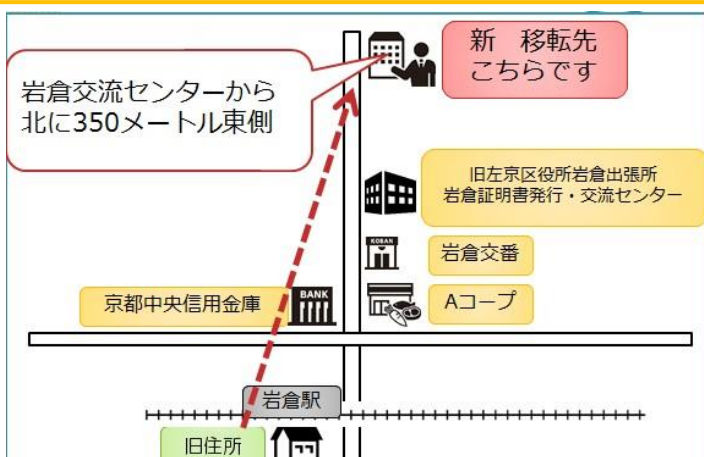 新 移転先
こちらです
岩倉交流センターから
北に350メートル東側
旧左京区役所岩倉出張所
岩倉証明書発行・交流センター
KOBAN
岩倉交番
京都中央信用金庫
BANK
Aコープ
岩倉駅
旧住所